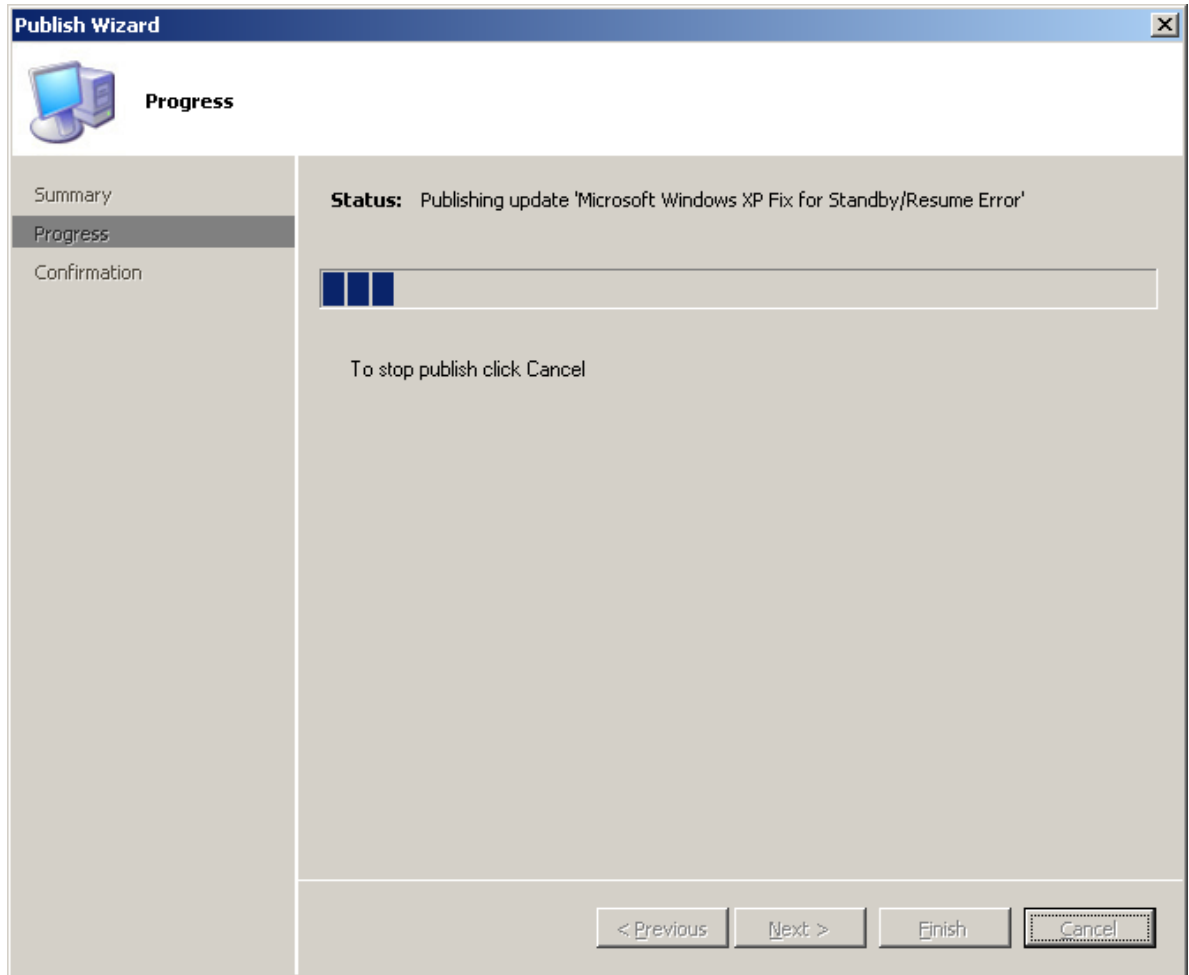 Publish Wizard
Progress
Summary
Progress
Confirmation
Status: Publishing update 'Microsoft Windows XP Fix for Standby/Resume Error'
To stop publish click Cancel
< Previous Next > Finish Cancel